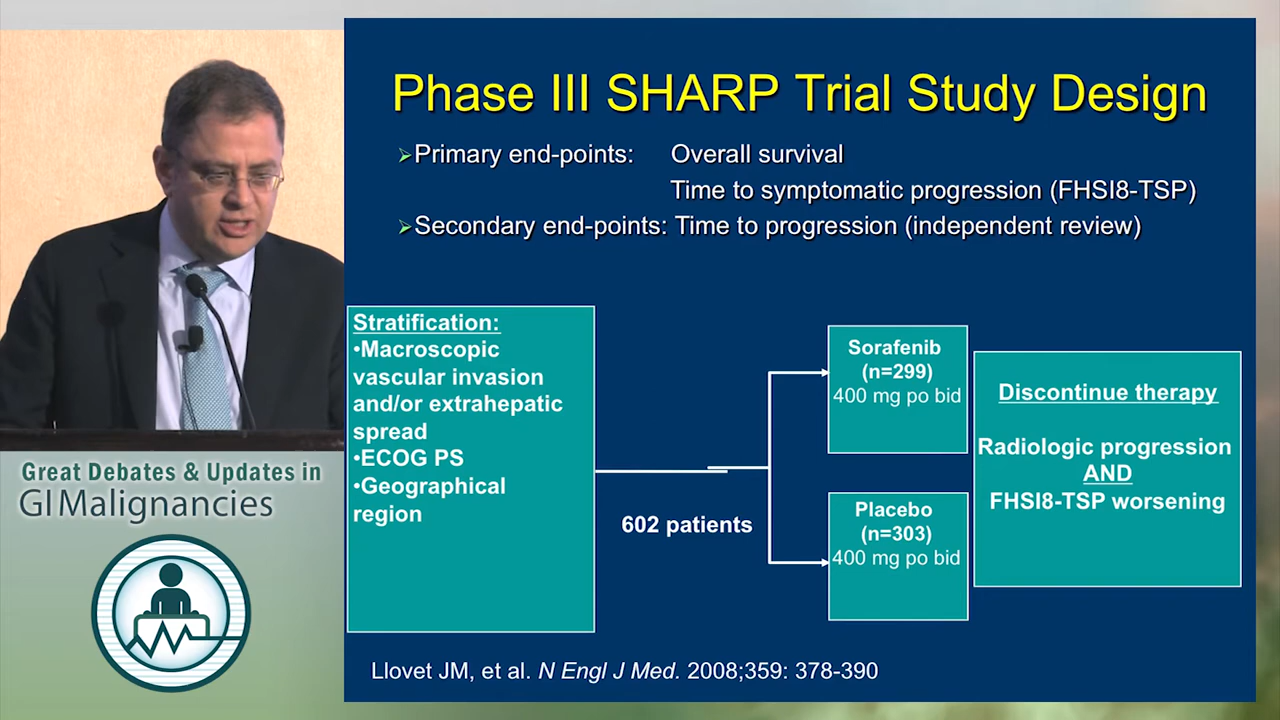 Phase III SHARP Trial Study Design
➢Primary end-points: Overall survival
Time to symptomatic progression (FHSI8-TSP)
➢Secondary end-points: Time to progression (independent review)
Stratification:
•Macroscopic
vascular invasion
and/or extrahepatic
spread
•ECOG PS
•Geographical
region
602 patients
Sorafenib
(n=299)
400 mg po bid
Placebo
(n=303)
400 mg po bid
Discontinue therapy
Radiologic progression
AND
FHSI8-TSP worsening
Llovet JM, et al. N Engl J Med. 2008;359: 378-390
Great Debates & Updates in
GI Malignancies